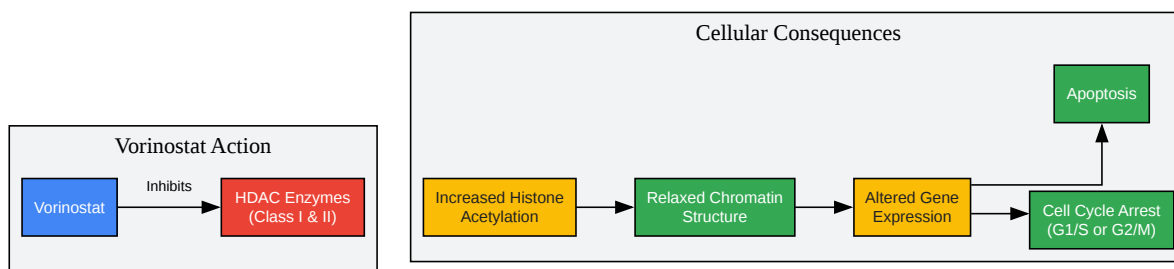 Vorinostat Action
Vorinostat
Inhibits
HDAC Enzymes
(Class I & II)
Cellular Consequences
Increased Histone
Acetylation
Relaxed Chromatin
Structure
Altered Gene
Expression
Apoptosis
Cell Cycle Arrest
(G1/S or G2/M)